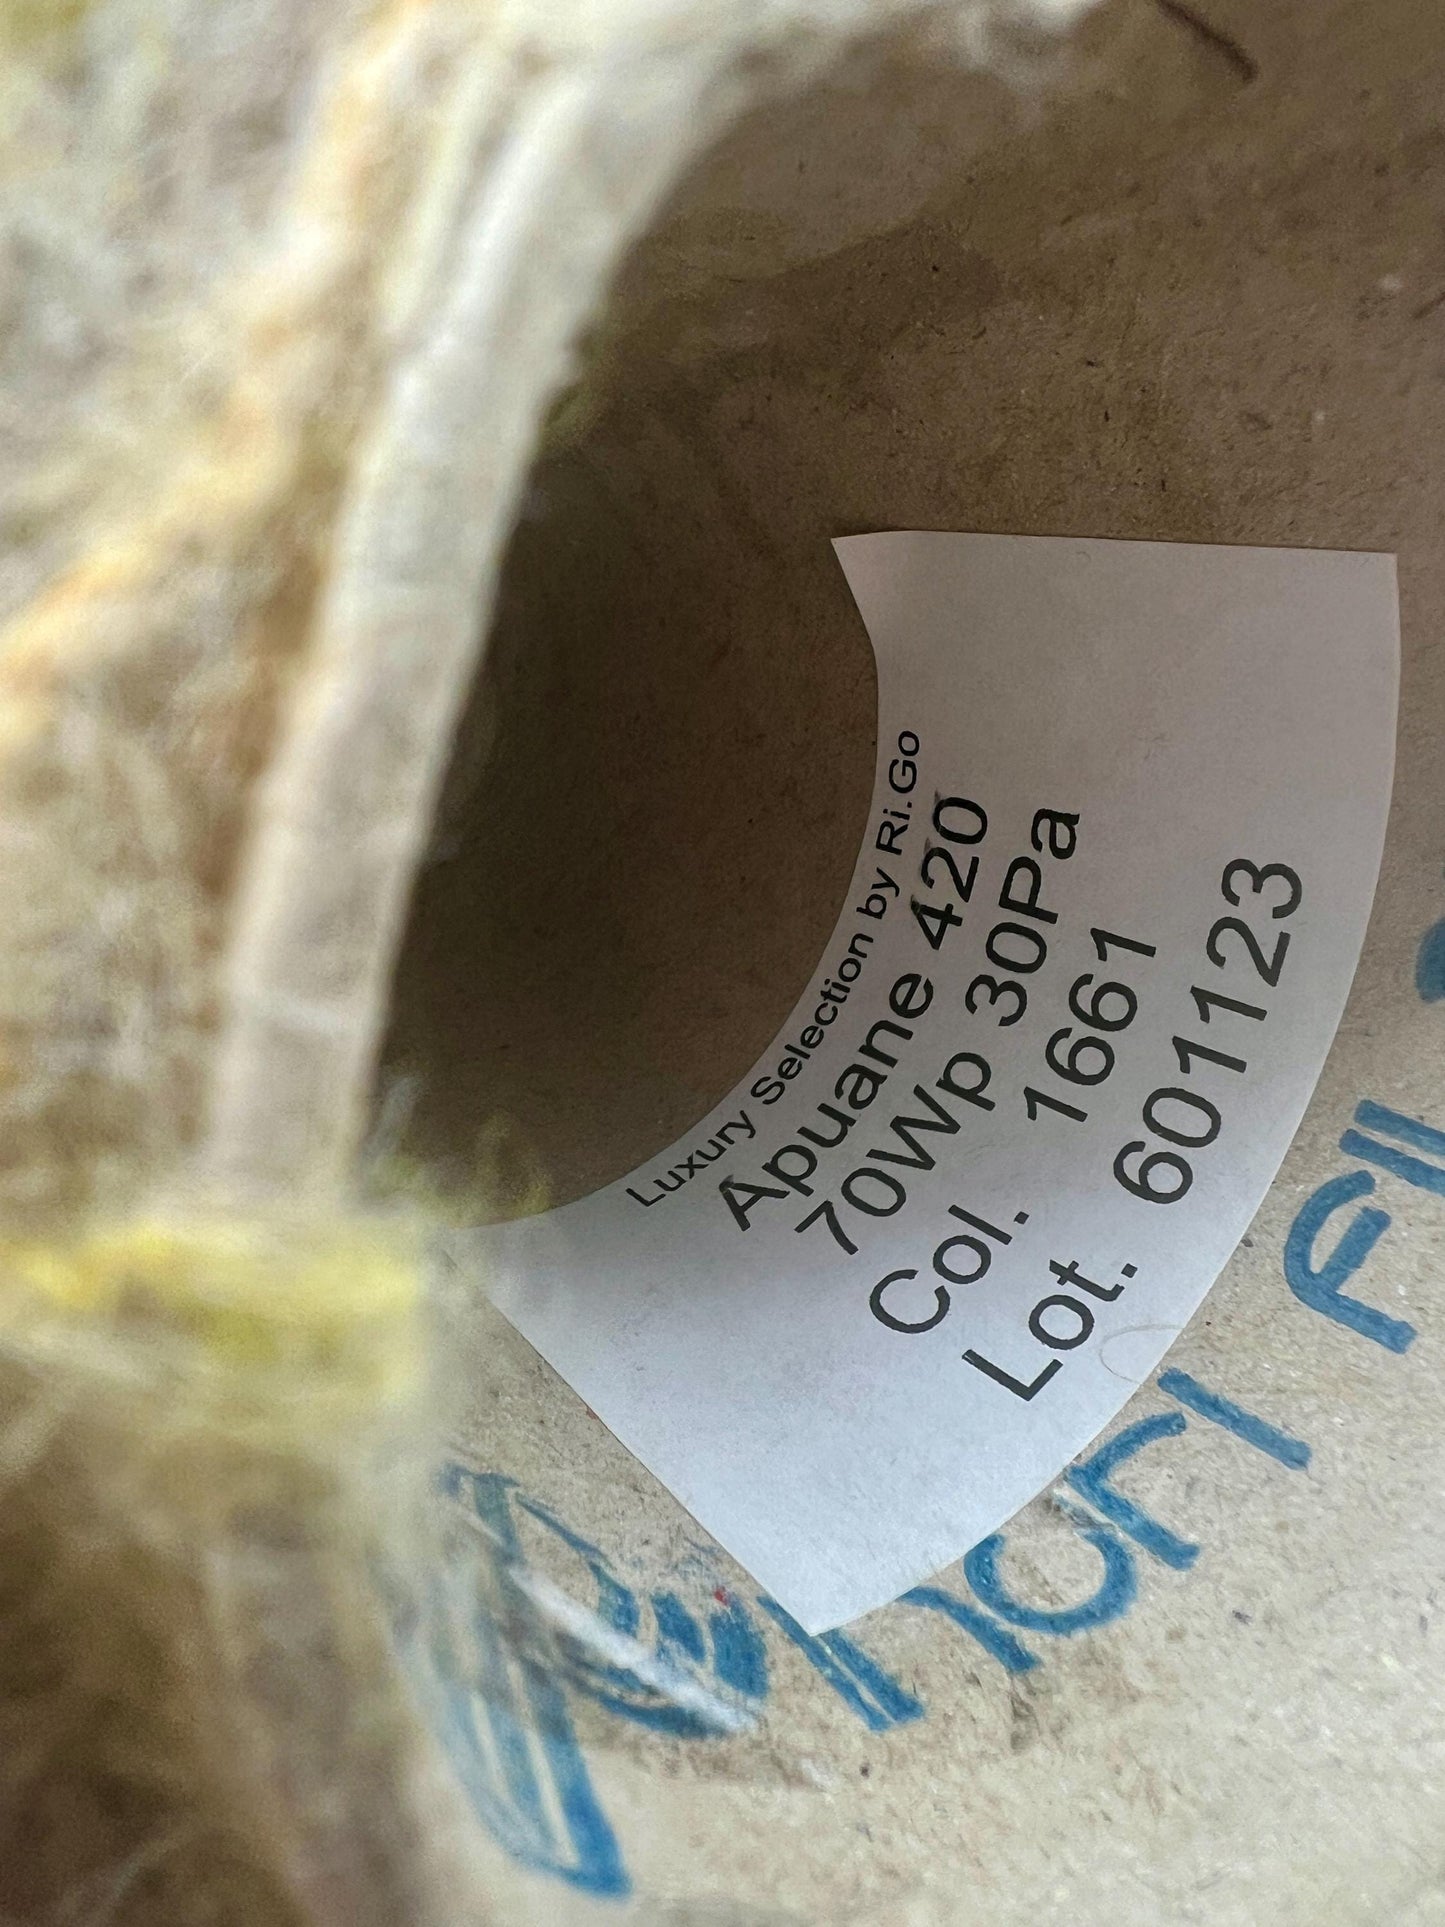 Luxury Selection by Ri.Go
Apuane 420
70Wp 30Pa
Col. 1661
Lot. 601123